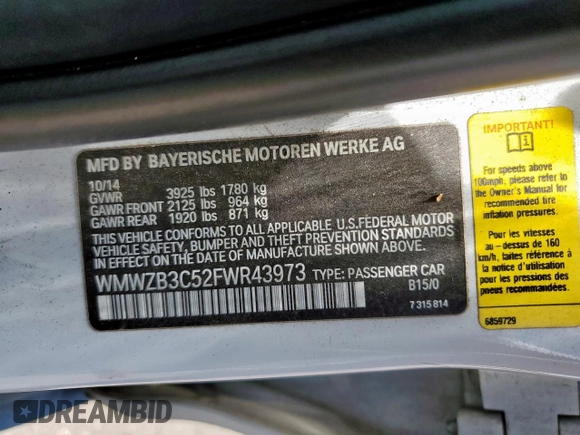 MFD BY BAYERISCHE MOTOREN WERKE AG
10/14
GVWR 3925 lbs 1780 kg
GAWR FRONT 2125 lbs 964 kg
GAWR REAR 1920 lbs 871 kg
THIS VEHICLE CONFORMS TO ALL APPLICABLE U.S.FEDERAL MOTOR
VEHICLE SAFETY, BUMPER AND THEFT PREVENTION STANDARDS
IN EFFECT ON THE DATE OF MANUFACTURE SHOWN ABOVE.
WMWZB3C52FWR43973 TYPE: PASSENGER CAR
B15/0
7 315 814
IMPORTANT!
For speeds above
100mph, please refer to
the Owner's Manual for
recommended tire
inflation pressures.
Pour les vitesses
au - dessus de 160
km/h, faites référence
à notice d'utilisation
pour les pressions des
pneus recommandées
6859729
DREAMBID